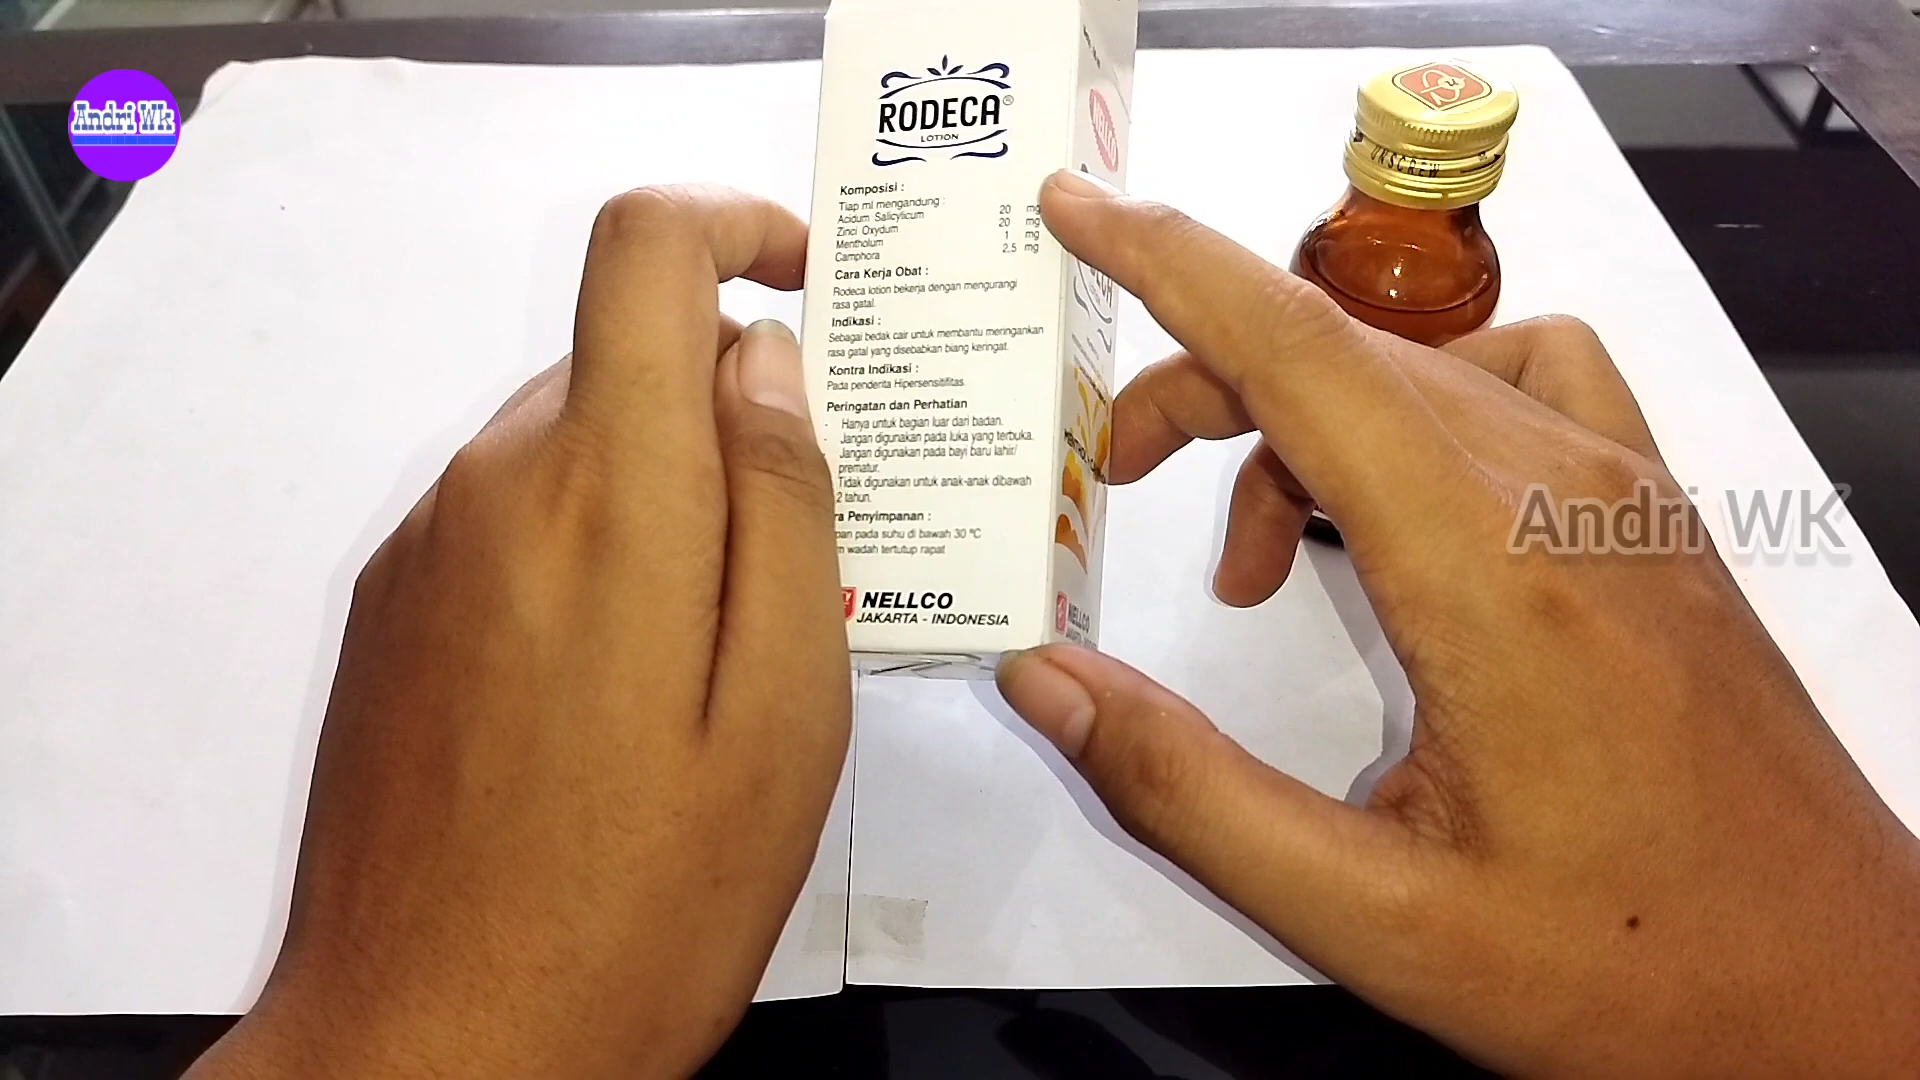 Andri Wk
RODECA®
LOTION
Komposisi :
Tiap ml mengandung :
Acidum Salicylicum 20 mg
Zinci Oxydum 20 mg
Mentholum 1 mg
Camphora 2,5 mg
Cara Kerja Obat :
Rodeca lotion bekerja dengan mengurangi
rasa gatal.
Indikasi :
Sebagai bedak cair untuk membantu meringankan
rasa gatal yang disebabkan biang keringat.
Kontra Indikasi :
Pada penderita Hipersensitifitas.
Peringatan dan Perhatian
- Hanya untuk bagian luar dari badan.
- Jangan digunakan pada luka yang terbuka.
Jangan digunakan pada bayi baru lahir/
prematur.
Tidak digunakan untuk anak-anak dibawah
2 tahun.
ra Penyimpanan :
pan pada suhu di bawah 30 °C
m wadah tertutup rapat
NELLCO
JAKARTA - INDONESIA
NELLCO
UNSCREW
Andri WK